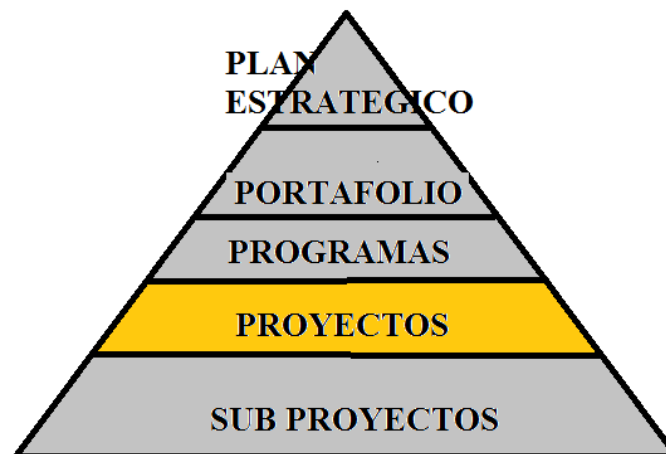 PLAN
ESTRATEGICO
PORTAFOLIO
PROGRAMAS
PROYECTOS
SUB PROYECTOS